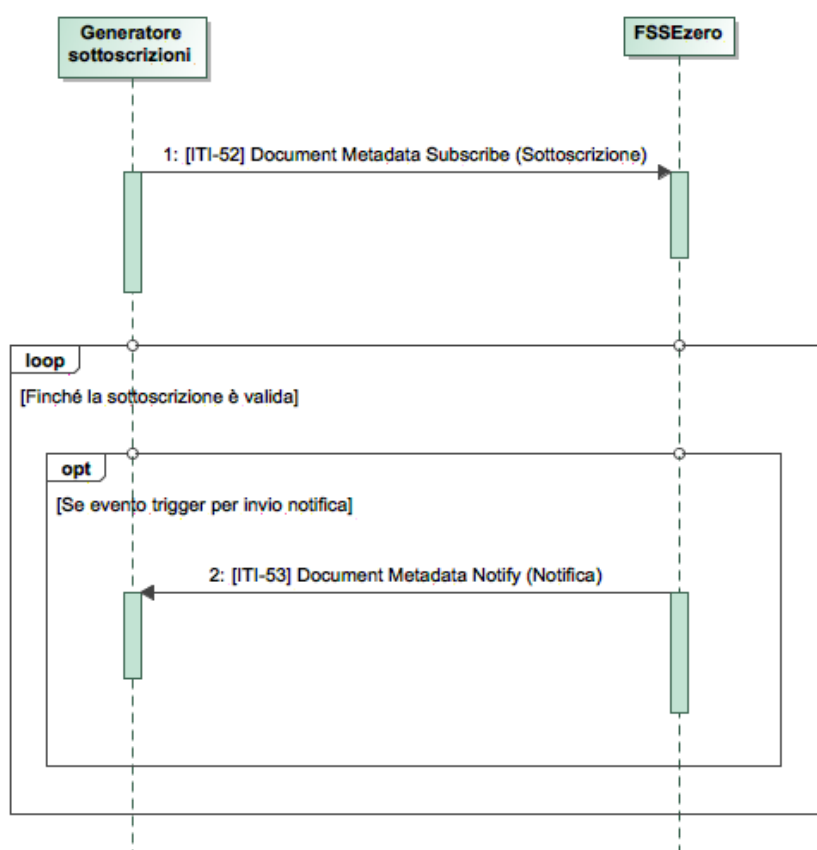 Generatore
sottoscrizioni
FSSEzero
1: [ITI-52] Document Metadata Subscribe (Sottoscrizione)
loop
[Finché la sottoscrizione è valida]
opt
[Se evento trigger per invio notifica]
2: [ITI-53] Document Metadata Notify (Notifica)